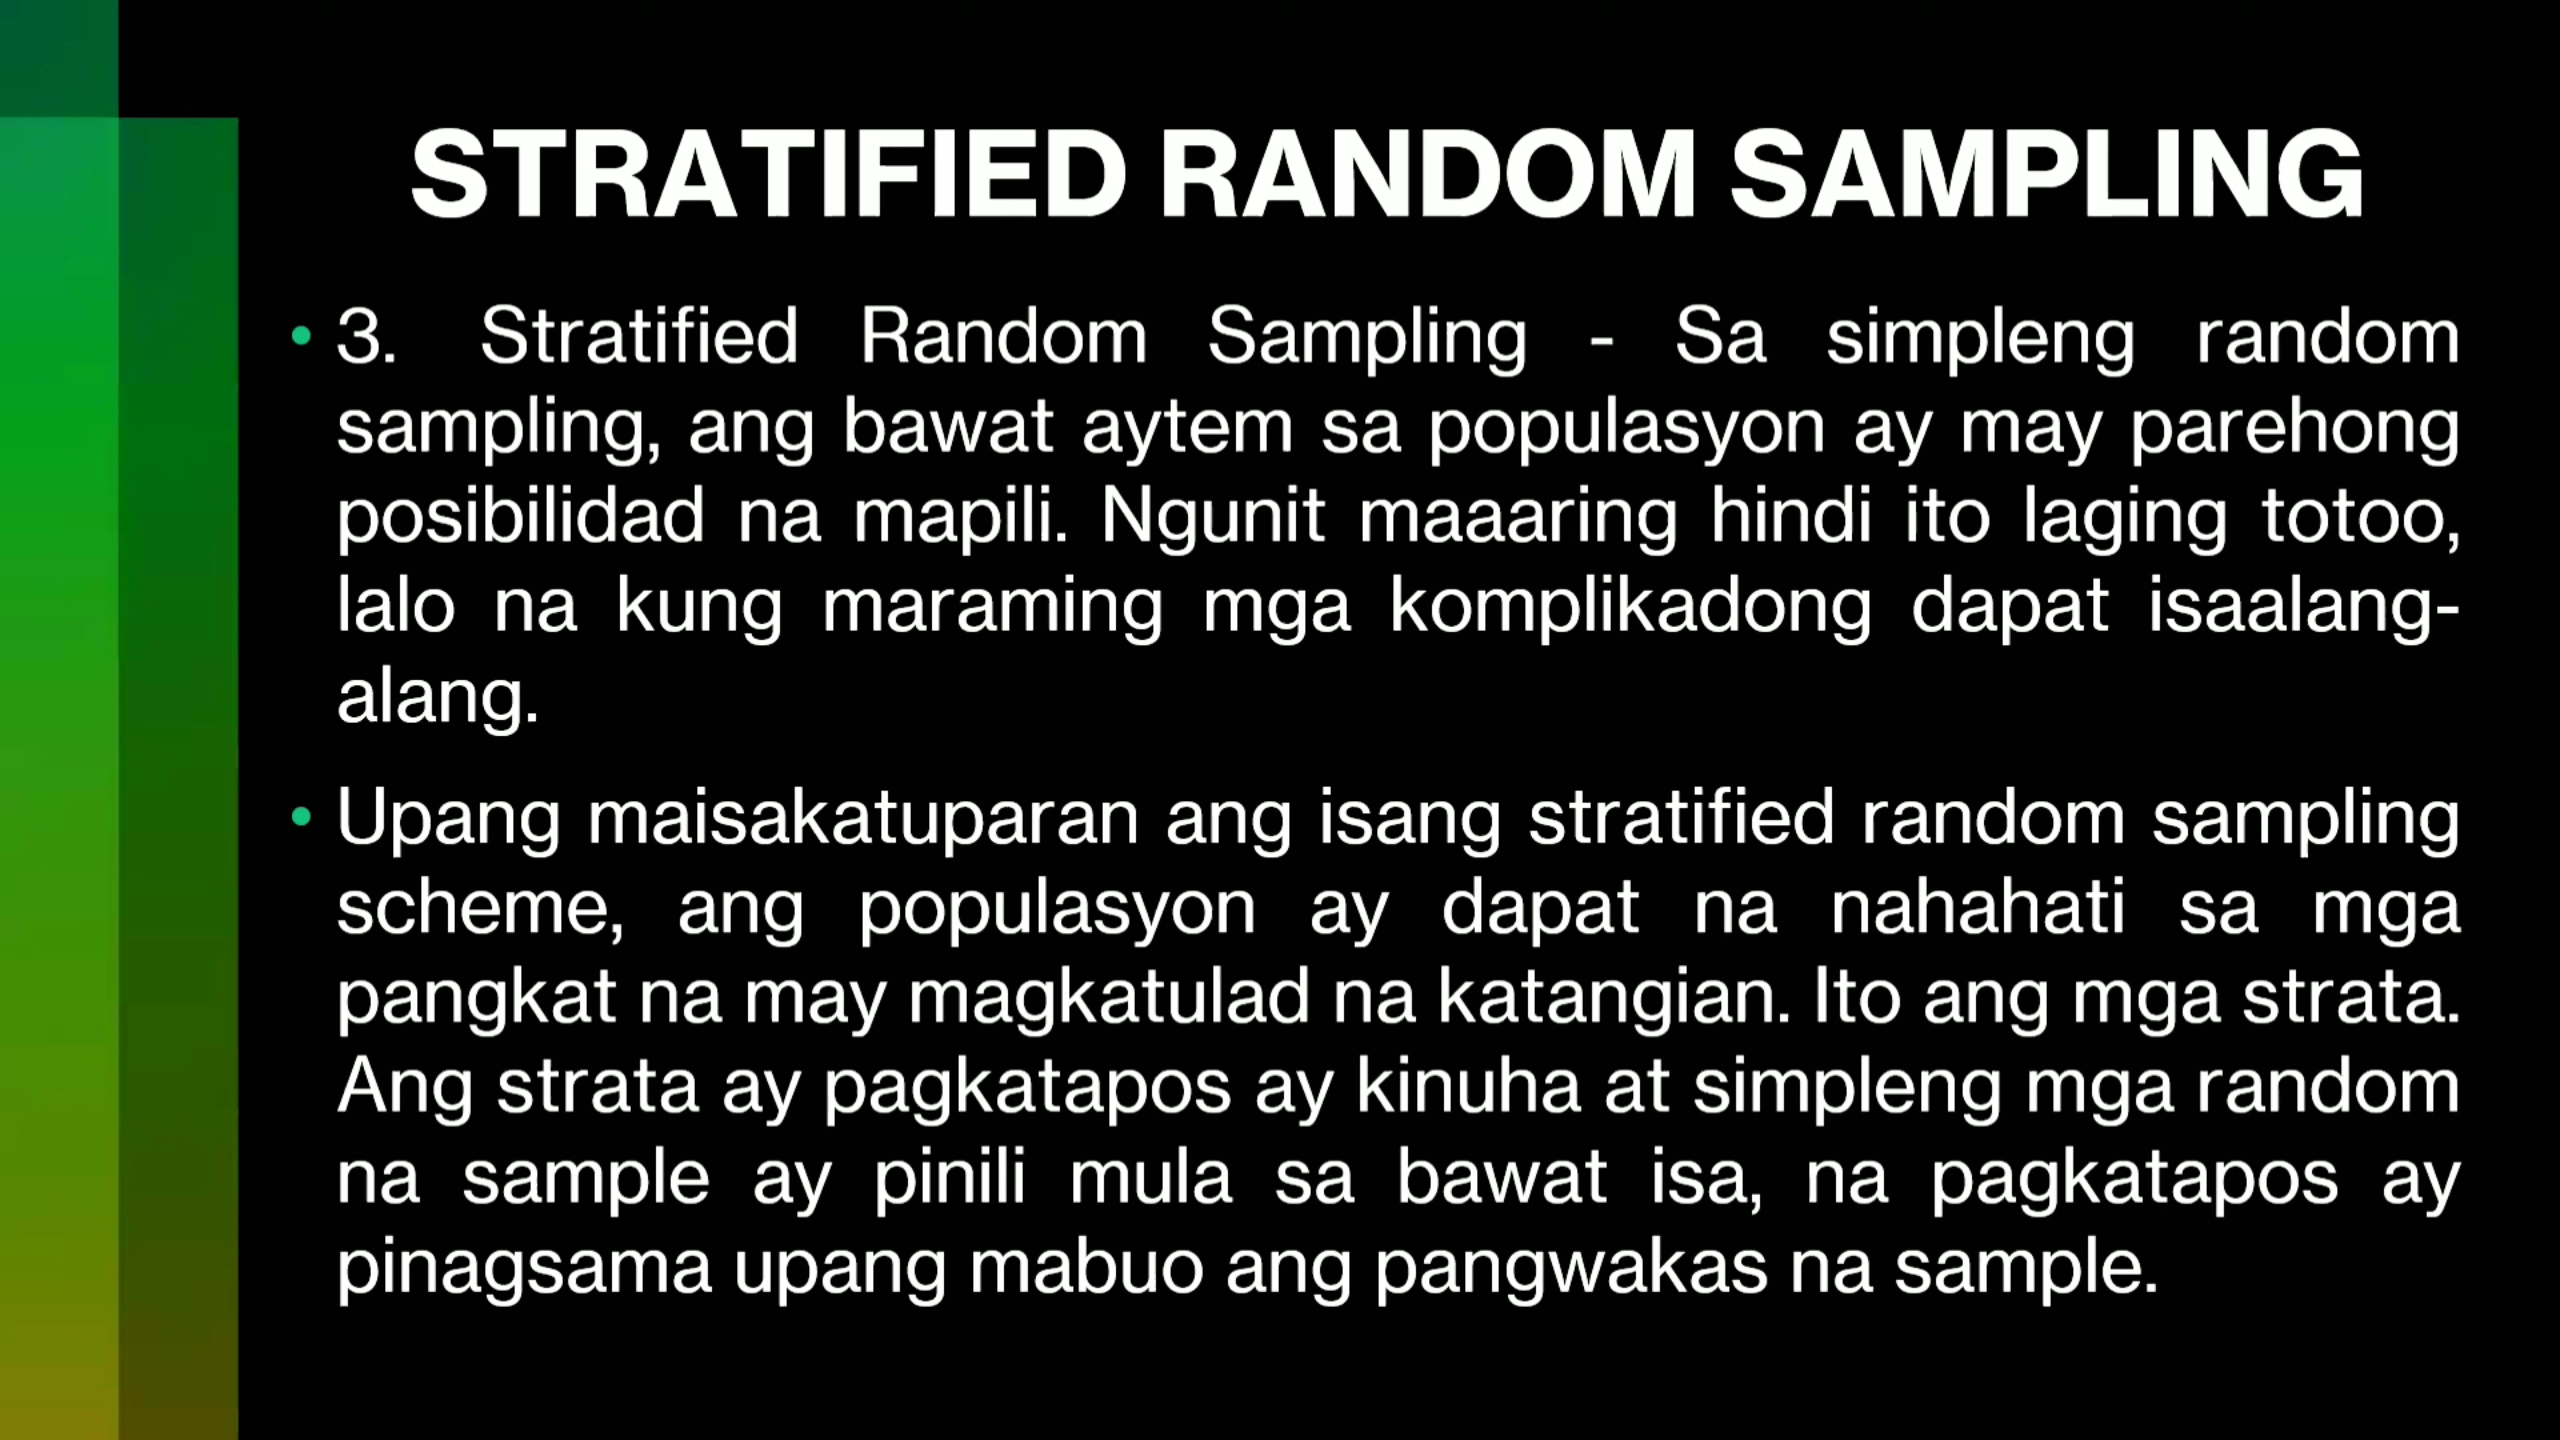 STRATIFIED RANDOM SAMPLING
• 3. Stratified Random Sampling - Sa simpleng random
sampling, ang bawat aytem sa populasyon ay may parehong
posibilidad na mapili. Ngunit maaaring hindi ito laging totoo,
lalo na kung maraming mga komplikadong dapat isaalang-
alang.
• Upang maisakatuparan ang isang stratified random sampling
scheme, ang populasyon ay dapat na nahahati sa mga
pangkat na may magkatulad na katangian. Ito ang mga strata.
Ang strata ay pagkatapos ay kinuha at simpleng mga random
na sample ay pinili mula sa bawat isa, na pagkatapos ay
pinagsama upang mabuo ang pangwakas na sample.